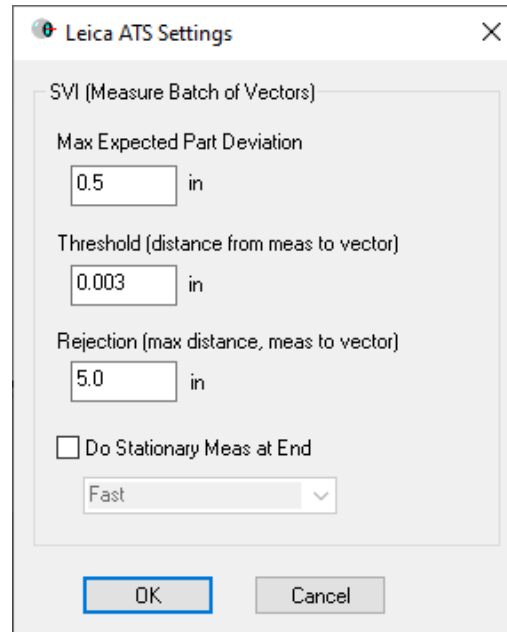 Leica ATS Settings
SVI (Measure Batch of Vectors)
Max Expected Part Deviation
0.5 in
Threshold (distance from meas to vector)
0.003 in
Rejection (max distance, meas to vector)
5.0 in
Do Stationary Meas at End
Fast
OK Cancel